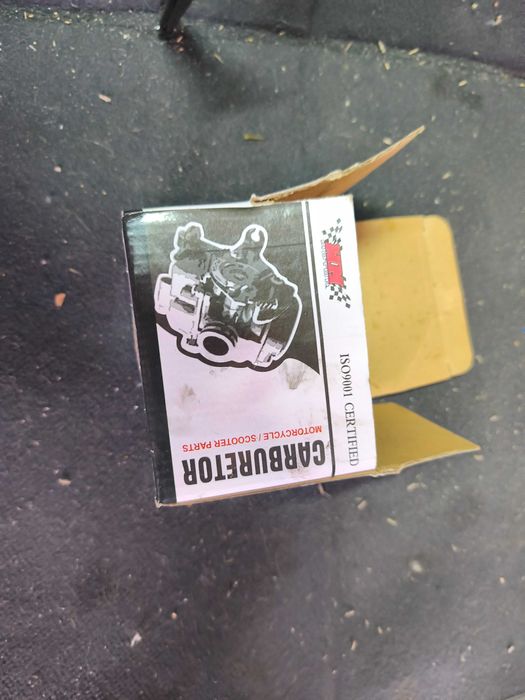 ISO9001 CERTIFIED
CARBURETOR
MOTORCYCLE / SCOOTER PARTS